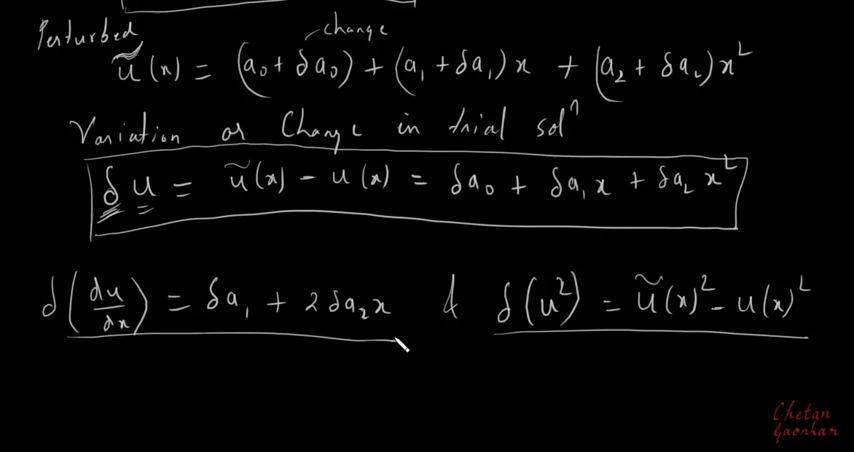 Perturbed
change
ũ(x) = (a₀ + δa₀) + (a₁ + δa₁)x + (a₂ + δa₂)x²
Variation or Change in trial solⁿ
δu = ũ(x) - u(x) = δa₀ + δa₁x + δa₂x²
δ(du/dx) = δa₁ + 2δa₂x & δ(u²) = ũ(x)² - u(x)²
Chetan
Gaonkar